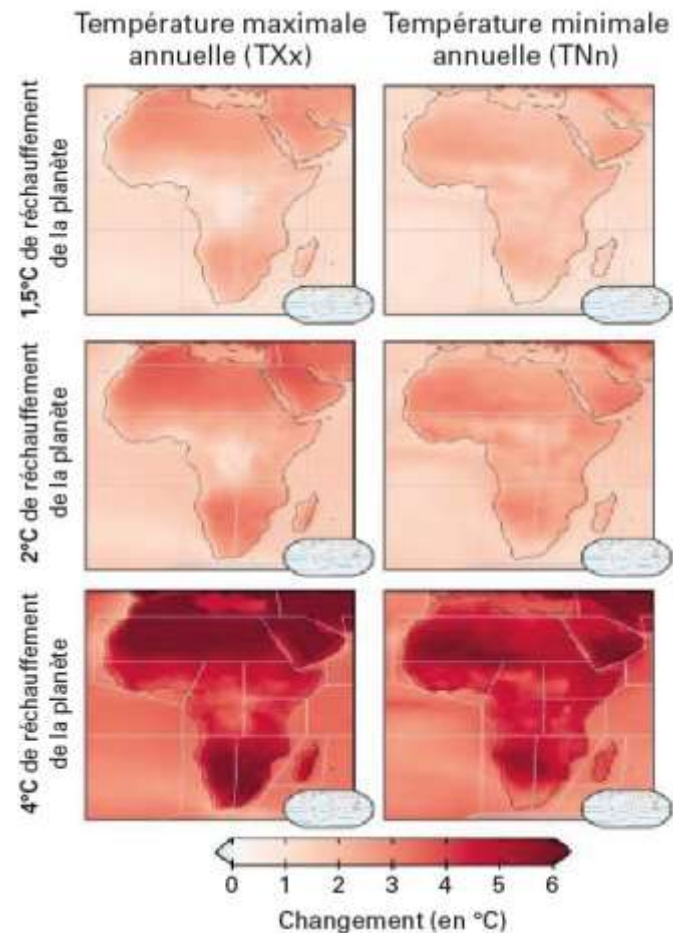 Température maximale
annuelle (TXx)
Température minimale
annuelle (TNn)
1,5°C de réchauffement
de la planète
2°C de réchauffement
de la planète
4°C de réchauffement
de la planète
0 1 2 3 4 5 6
Changement (en °C)